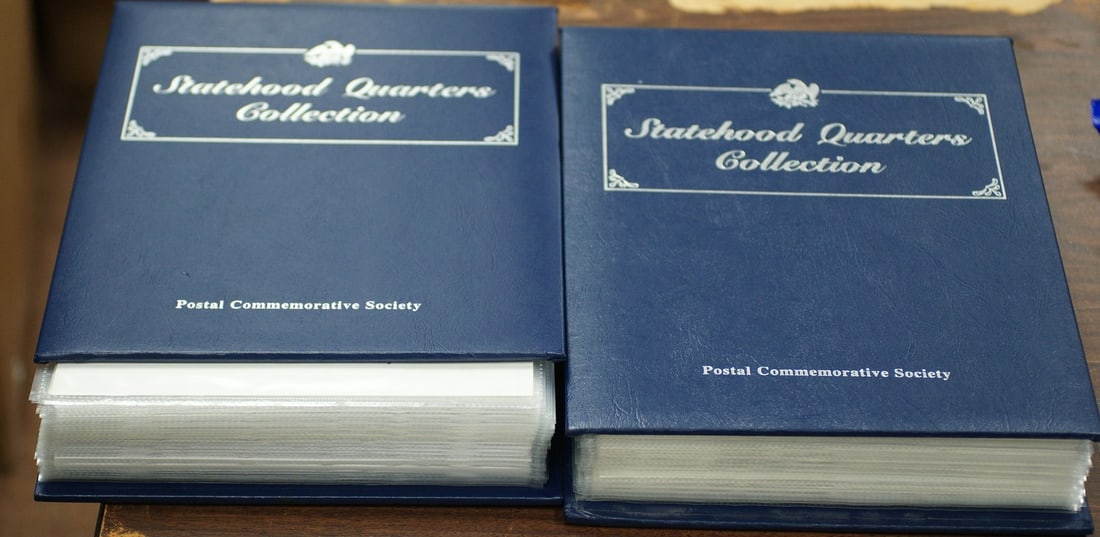 Statehood Quarters
Collection
Postal Commemorative Society
Statehood Quarters
Collection
Postal Commemorative Society